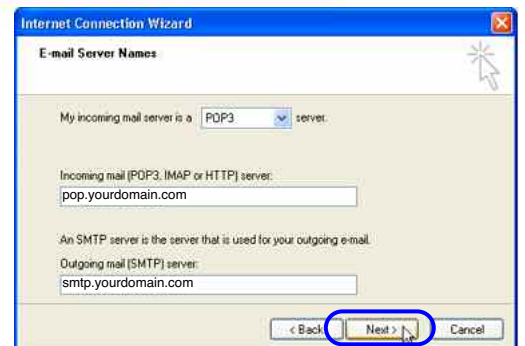 Internet Connection Wizard
E-mail Server Names
My incoming mail server is a POP3 server.
Incoming mail (POP3, IMAP or HTTP) server:
pop.yourdomain.com
An SMTP server is the server that is used for your outgoing e-mail.
Outgoing mail (SMTP) server:
smtp.yourdomain.com
< Back Next > Cancel